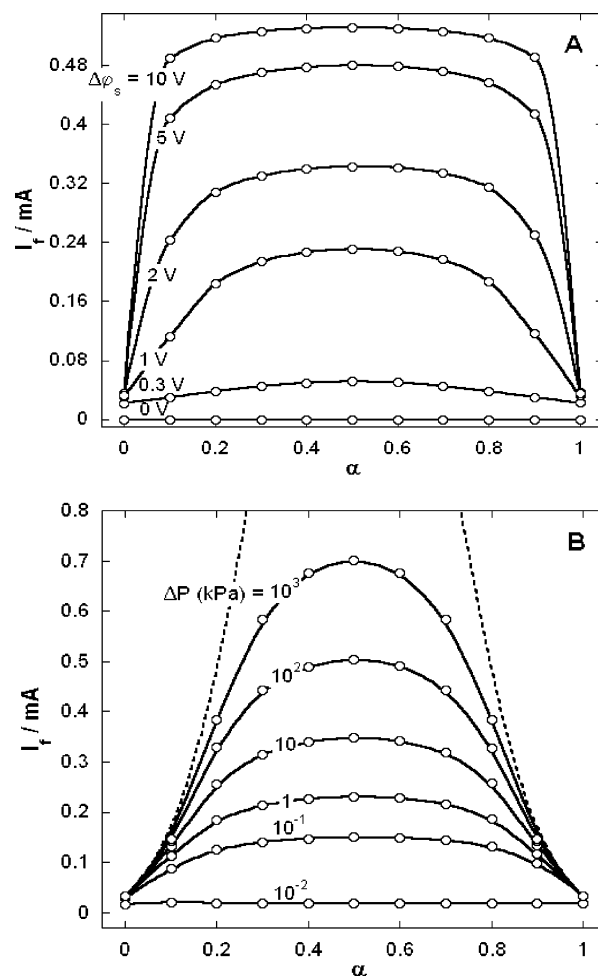 A
0.48
0.4
0.32
0.24
0.16
0.08
0
I_f / mA
Δφ_s = 10 V
5 V
2 V
1 V
0.3 V
0 V
0 0.2 0.4 0.6 0.8 1
α
B
0.8
0.7
0.6
0.5
0.4
0.3
0.2
0.1
0
I_f / mA
ΔP (kPa) = 10³
10²
10
1
10⁻¹
10⁻²
0 0.2 0.4 0.6 0.8 1
α